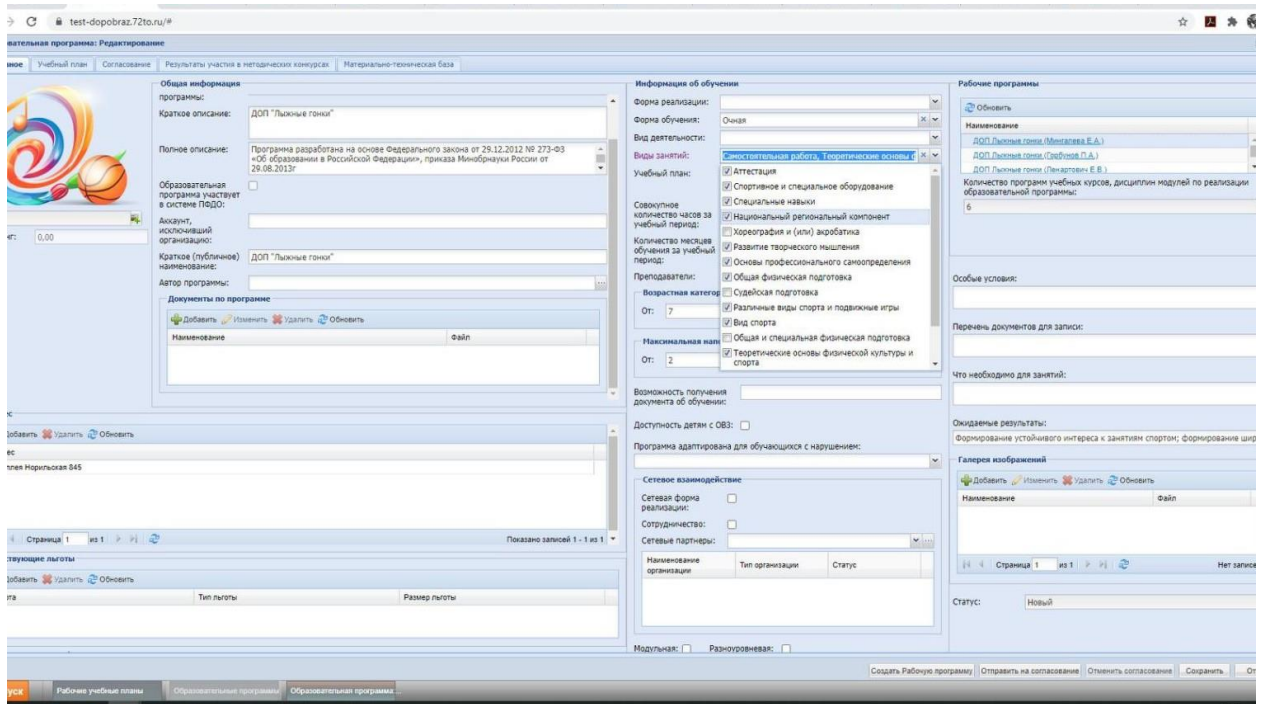 test-dopobraz.72to.ru/#
овательная программа: Редактирование
Учебный план Согласование Результаты участия в методических конкурсах Материально-техническая база
Общая информация
программы:
Краткое описание: ДОП "Лыжные гонки"
Полное описание: Программа разработана на основе Федерального закона от 29.12.2012 № 273-ФЗ
«Об образовании в Российской Федерации», приказа Минобрнауки России от
29.08.2013г
Образовательная
программа участвует
в системе ПФДО:
Аккаунт,
исключивший
организацию:
Краткое (публичное) ДОП "Лыжные гонки"
наименование:
Автор программы:
0,00
Документы по программе
Добавить Изменить Удалить Обновить
Наименование Файл
Добавить Удалить Обновить
Норильская 845
Страница 1 из 1 Показано записей 1 - 1 из 1
ствующие льготы
Добавить Удалить Обновить
Тип льготы Размер льготы
Информация об обучении
Форма реализации:
Форма обучения: Очная
Вид деятельности:
Виды занятий: Самостоятельная работа, Теоретические основы ф
Учебный план:
Аттестация
Спортивное и специальное оборудование
Специальные навыки
Национальный региональный компонент
Хореография и (или) акробатика
Развитие творческого мышления
Основы профессионального самоопределения
Общая физическая подготовка
Судейская подготовка
Различные виды спорта и подвижные игры
Вид спорта
Общая и специальная физическая подготовка
Теоретические основы физической культуры и
спорта
Совокупное
количество часов за
учебный период:
Количество месяцев
обучения за учебный
период:
Преподаватели:
Возрастная категор
От: 7
Максимальная нап
От: 2
Возможность получения
документа об обучении:
Доступность детям с ОВЗ:
Программа адаптирована для обучающихся с нарушением:
Сетевое взаимодействие
Сетевая форма
реализации:
Сотрудничество:
Сетевые партнеры:
Наименование
организации Тип организации Статус
Модульная: Разноуровневая:
Рабочие программы
Обновить
Наименование
ДОП Лыжные гонки (Мингалева Е.А.)
ДОП Лыжные гонки (Горбунов П.А.)
ДОП Лыжные гонки (Ленартович Е.В.)
Количество программ учебных курсов, дисциплин модулей по реализации
образовательной программы:
6
Особые условия:
Перечень документов для записи:
Что необходимо для занятий:
Ожидаемые результаты:
Формирование устойчивого интереса к занятиям спортом; формирование шир
Галерея изображений
Добавить Изменить Удалить Обновить
Наименование Файл
Страница 1 из 1 Нет записе
Статус: Новый
Создать Рабочую программу Отправить на согласование Отменить согласование Сохранить От
уск Рабочие учебные планы Образовательные программы Образовательная программа...